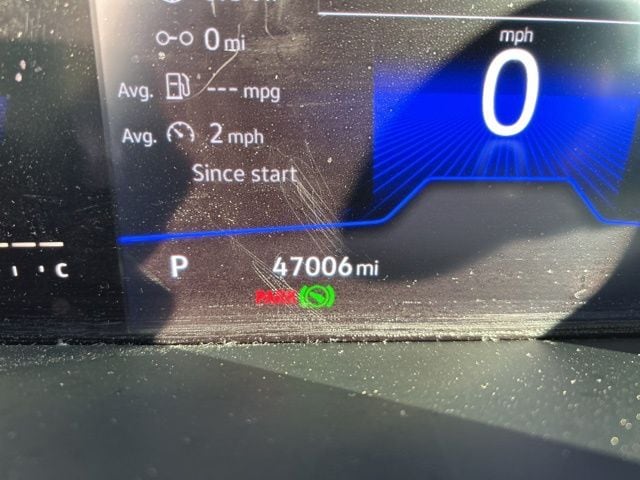 0 mi
Avg. --- mpg
Avg. 2 mph
Since start
mph
0
C
P
47006 mi
PARK